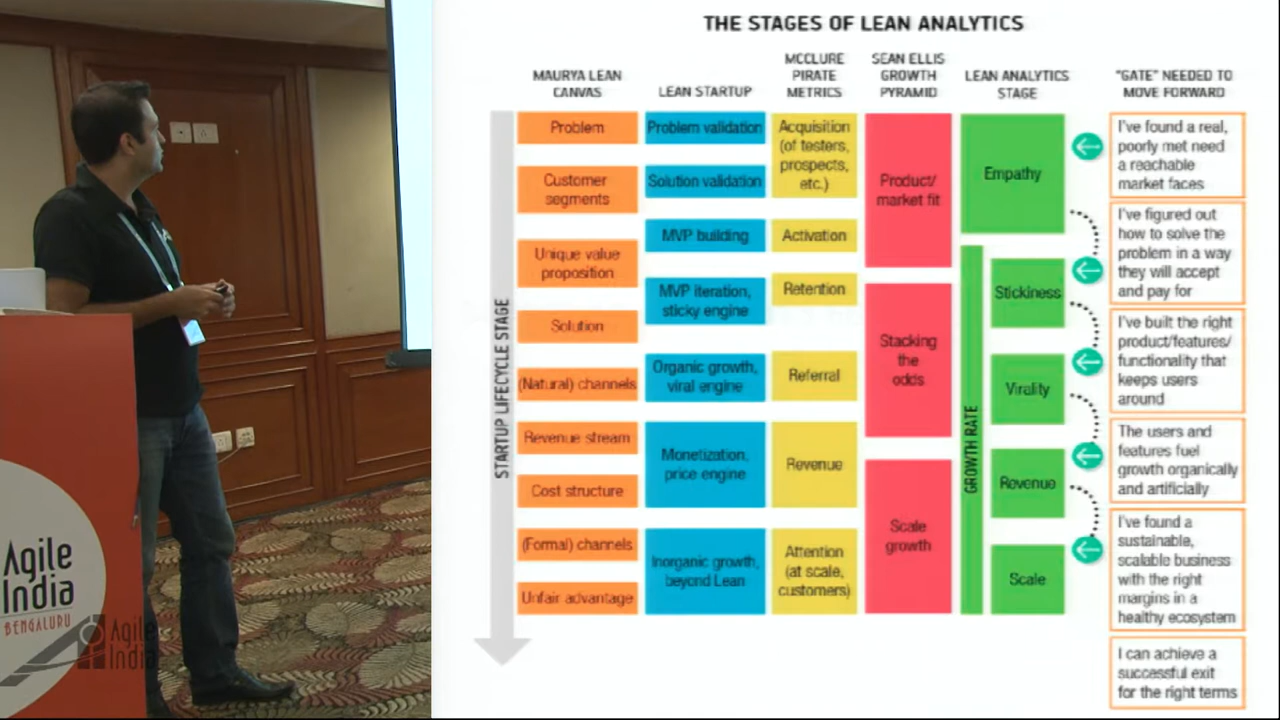 THE STAGES OF LEAN ANALYTICS
MAURYA LEAN
CANVAS
LEAN STARTUP
MCCLURE
PIRATE
METRICS
SEAN ELLIS
GROWTH
PYRAMID
LEAN ANALYTICS
STAGE
"GATE" NEEDED TO
MOVE FORWARD
STARTUP LIFECYCLE STAGE
Problem
Customer
segments
Unique value
proposition
Solution
(Natural) channels
Revenue stream
Cost structure
(Formal) channels
Unfair advantage
Problem validation
Solution validation
MVP building
MVP iteration,
sticky engine
Organic growth,
viral engine
Monetization,
price engine
Inorganic growth,
beyond Lean
Acquisition
(of testers,
prospects,
etc.)
Activation
Retention
Referral
Revenue
Attention
(at scale,
customers)
Product/
market fit
Stacking
the
odds
Scale
growth
Empathy
GROWTH RATE
Stickiness
Virality
Revenue
Scale
I've found a real,
poorly met need
a reachable
market faces
I've figured out
how to solve the
problem in a way
they will accept
and pay for
I've built the right
product/features/
functionality that
keeps users
around
The users and
features fuel
growth organically
and artificially
I've found a
sustainable,
scalable business
with the right
margins in a
healthy ecosystem
I can achieve a
successful exit
for the right terms
Agile
India
BENGALURU
Agile
India